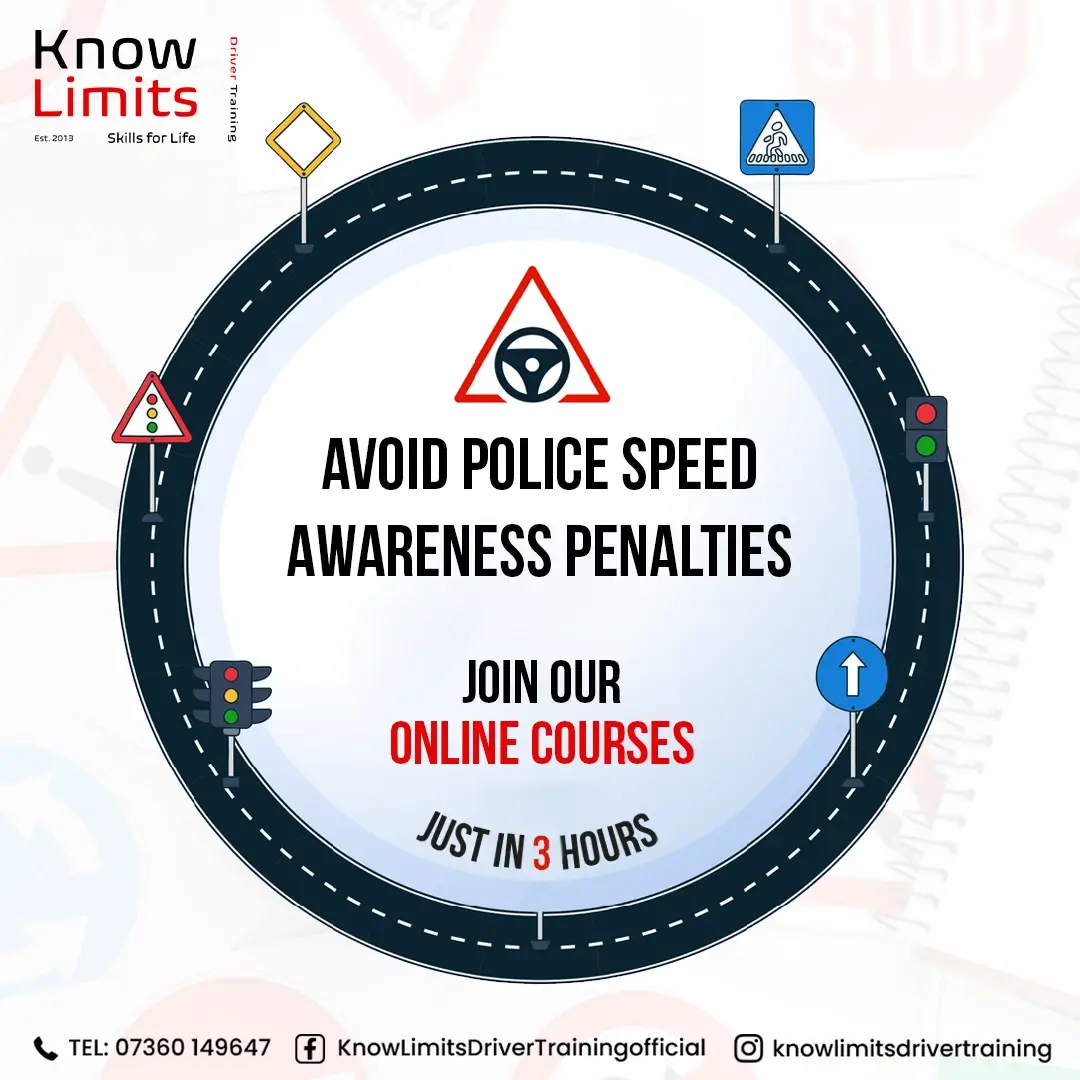 Know
Limits
Driver Training
Est. 2013
Skills for Life
STOP
AVOID POLICE SPEED
AWARENESS PENALTIES
JOIN OUR
ONLINE COURSES
JUST IN 3 HOURS
TEL: 07360 149647
KnowLimitsDriverTrainingofficial
knowlimitsdrivertraining